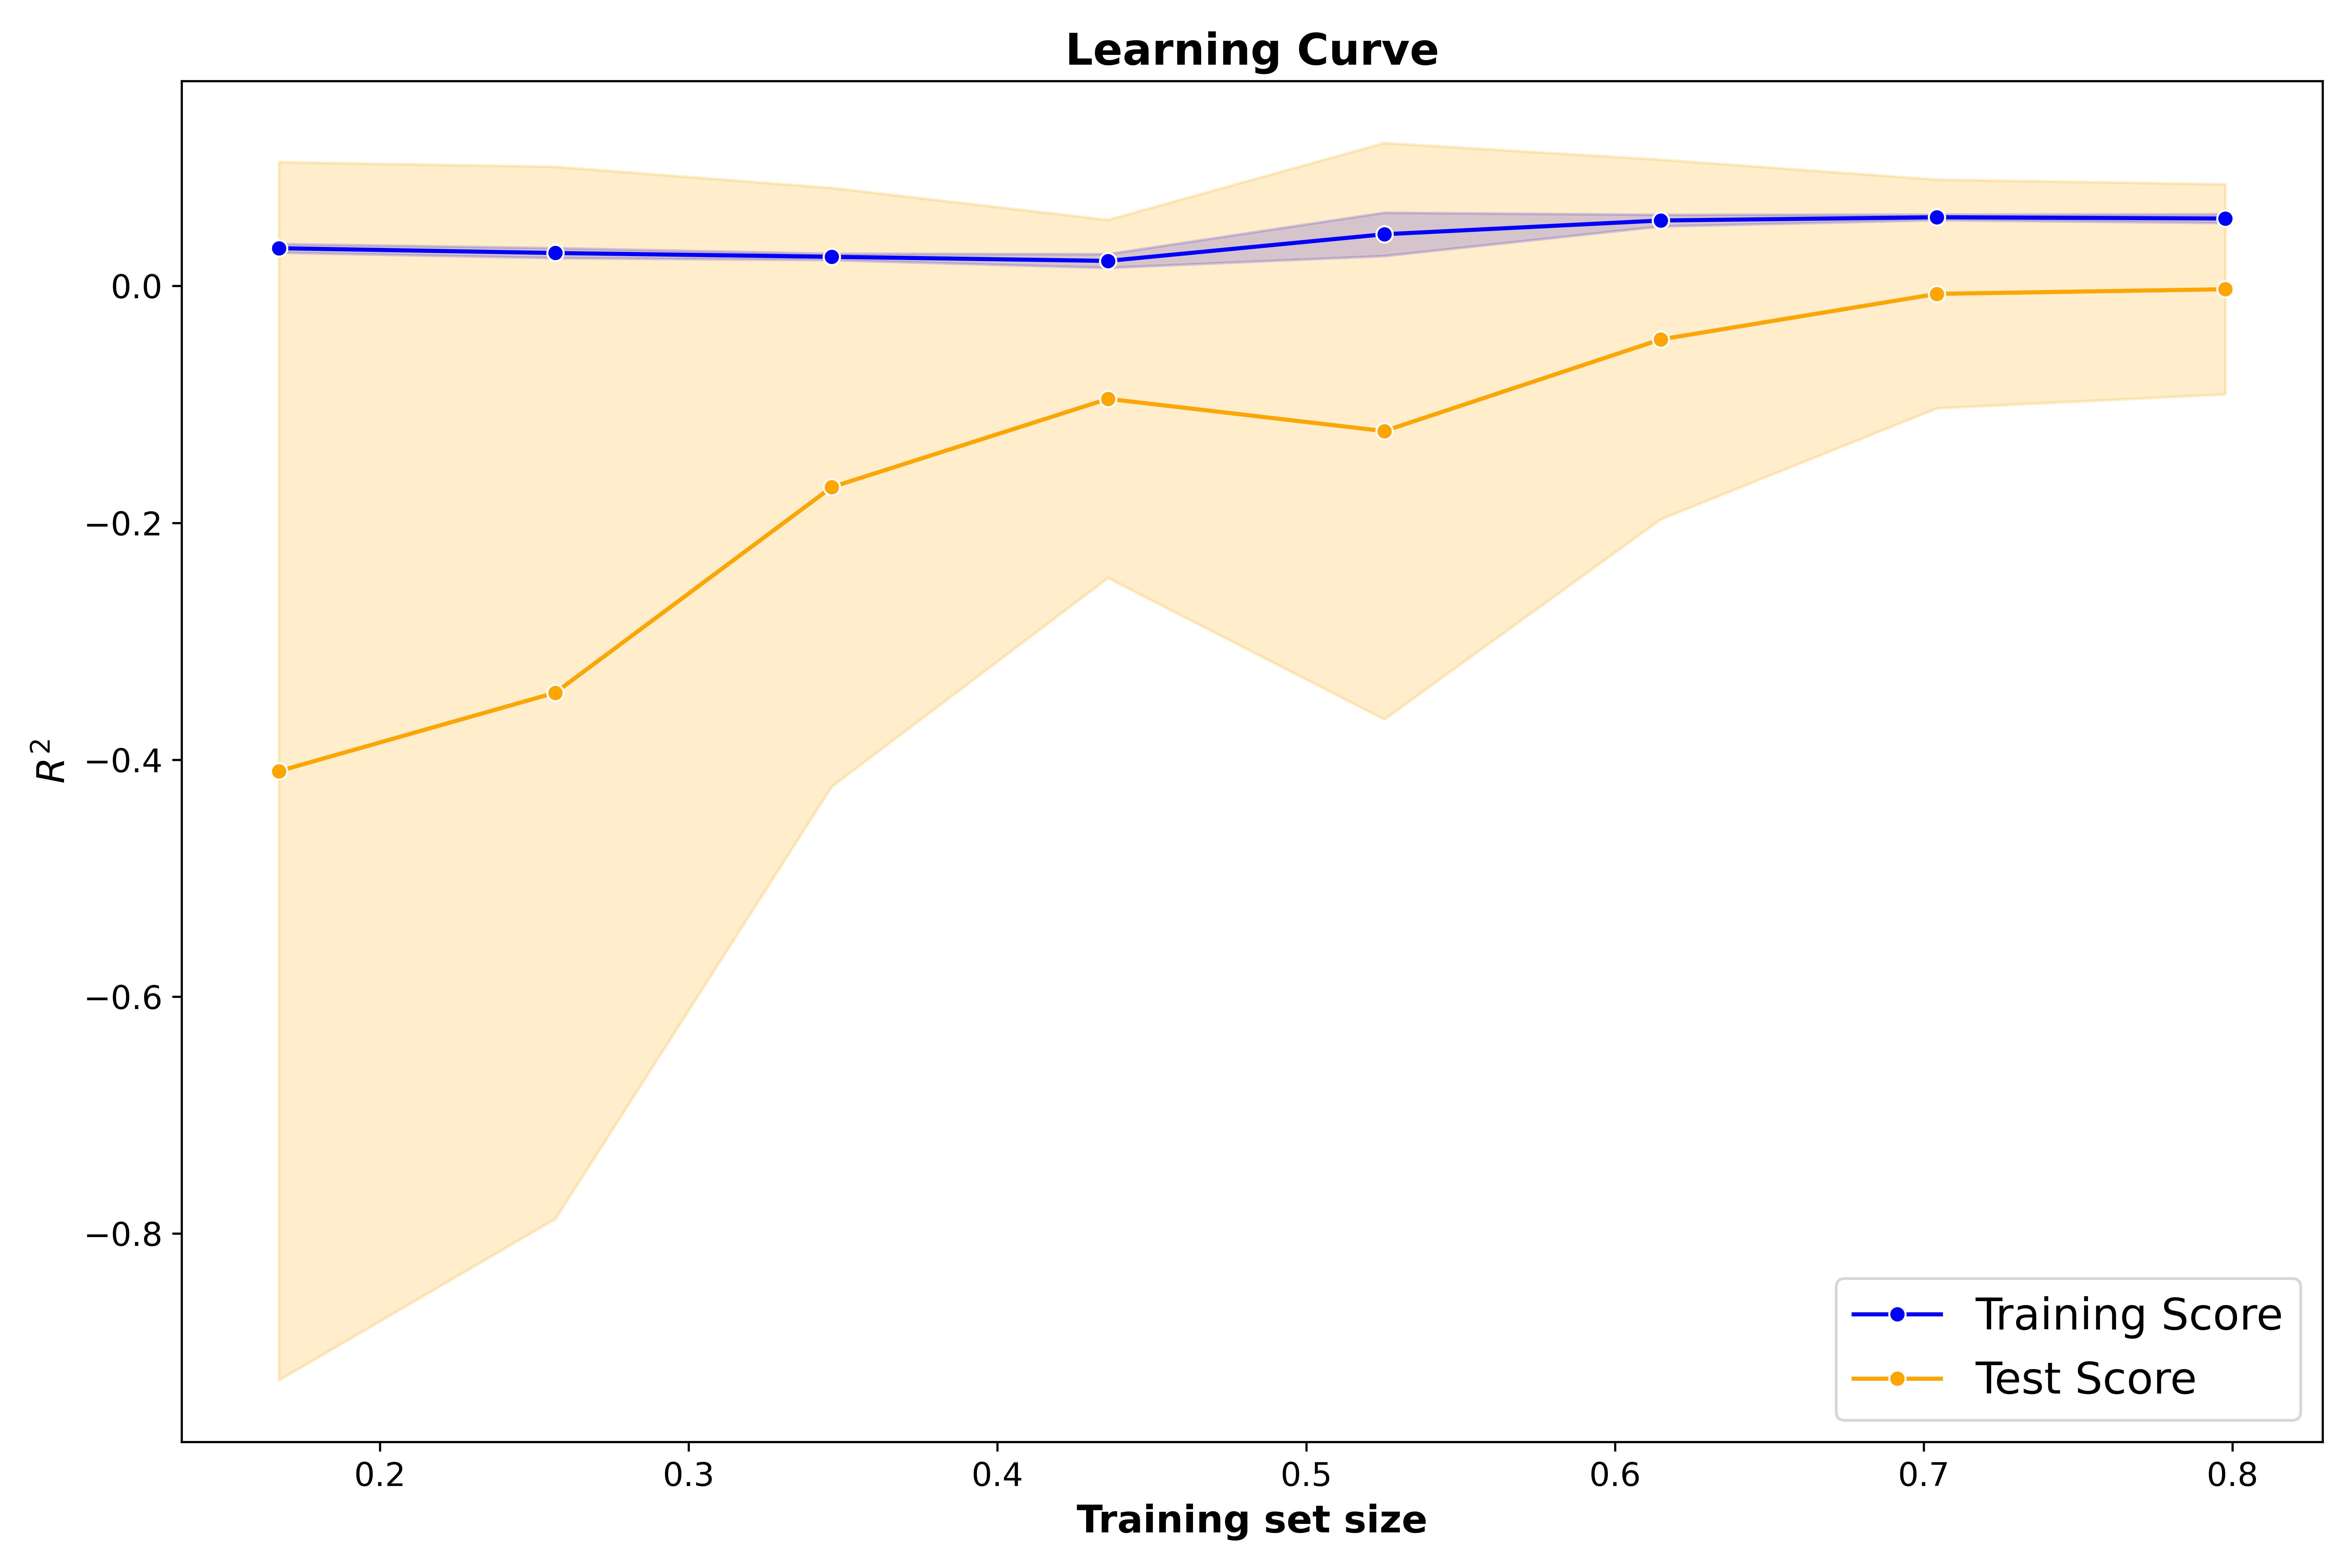 Learning Curve
R²
0.0
−0.2
−0.4
−0.6
−0.8
0.2 0.3 0.4 0.5 0.6 0.7 0.8
Training set size
Training Score
Test Score